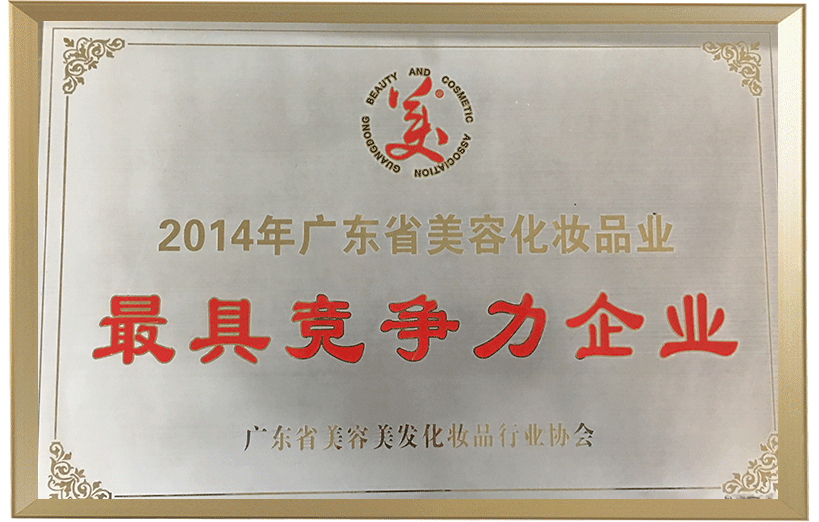 GUANGDONG BEAUTY AND COSMETIC ASSOCIATION
美®
2014年广东省美容化妆品业
最具竞争力企业
广东省美容美发化妆品行业协会